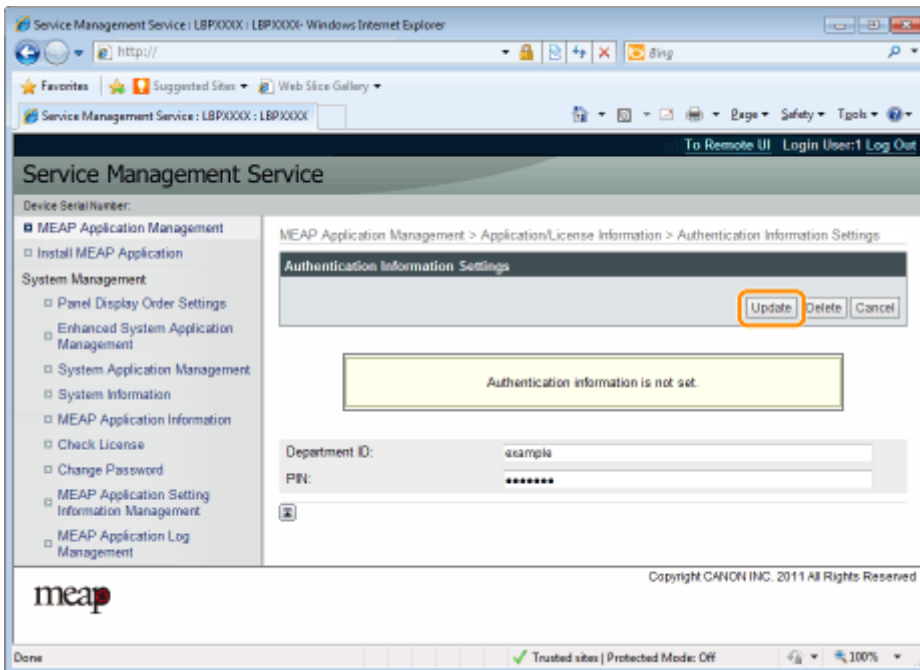 Service Management Service : LBPXXXX : LBPXXXX- Windows Internet Explorer
http://
Bing
Favorites Suggested Sites Web Slice Gallery
Service Management Service : LBPXXXX : LBPXXXX
Page Safety Tools
To Remote UI Login User:1 Log Out
Service Management Service
Device Serial Number:
MEAP Application Management
Install MEAP Application
System Management
Panel Display Order Settings
Enhanced System Application
Management
System Application Management
System Information
MEAP Application Information
Check License
Change Password
MEAP Application Setting
Information Management
MEAP Application Log
Management
MEAP Application Management > Application/License Information > Authentication Information Settings
Authentication Information Settings
Update Delete Cancel
Authentication information is not set.
Department ID: example
PIN: •••••••
Copyright CANON INC. 2011 All Rights Reserved
meap
Done Trusted sites | Protected Mode: Off 100%